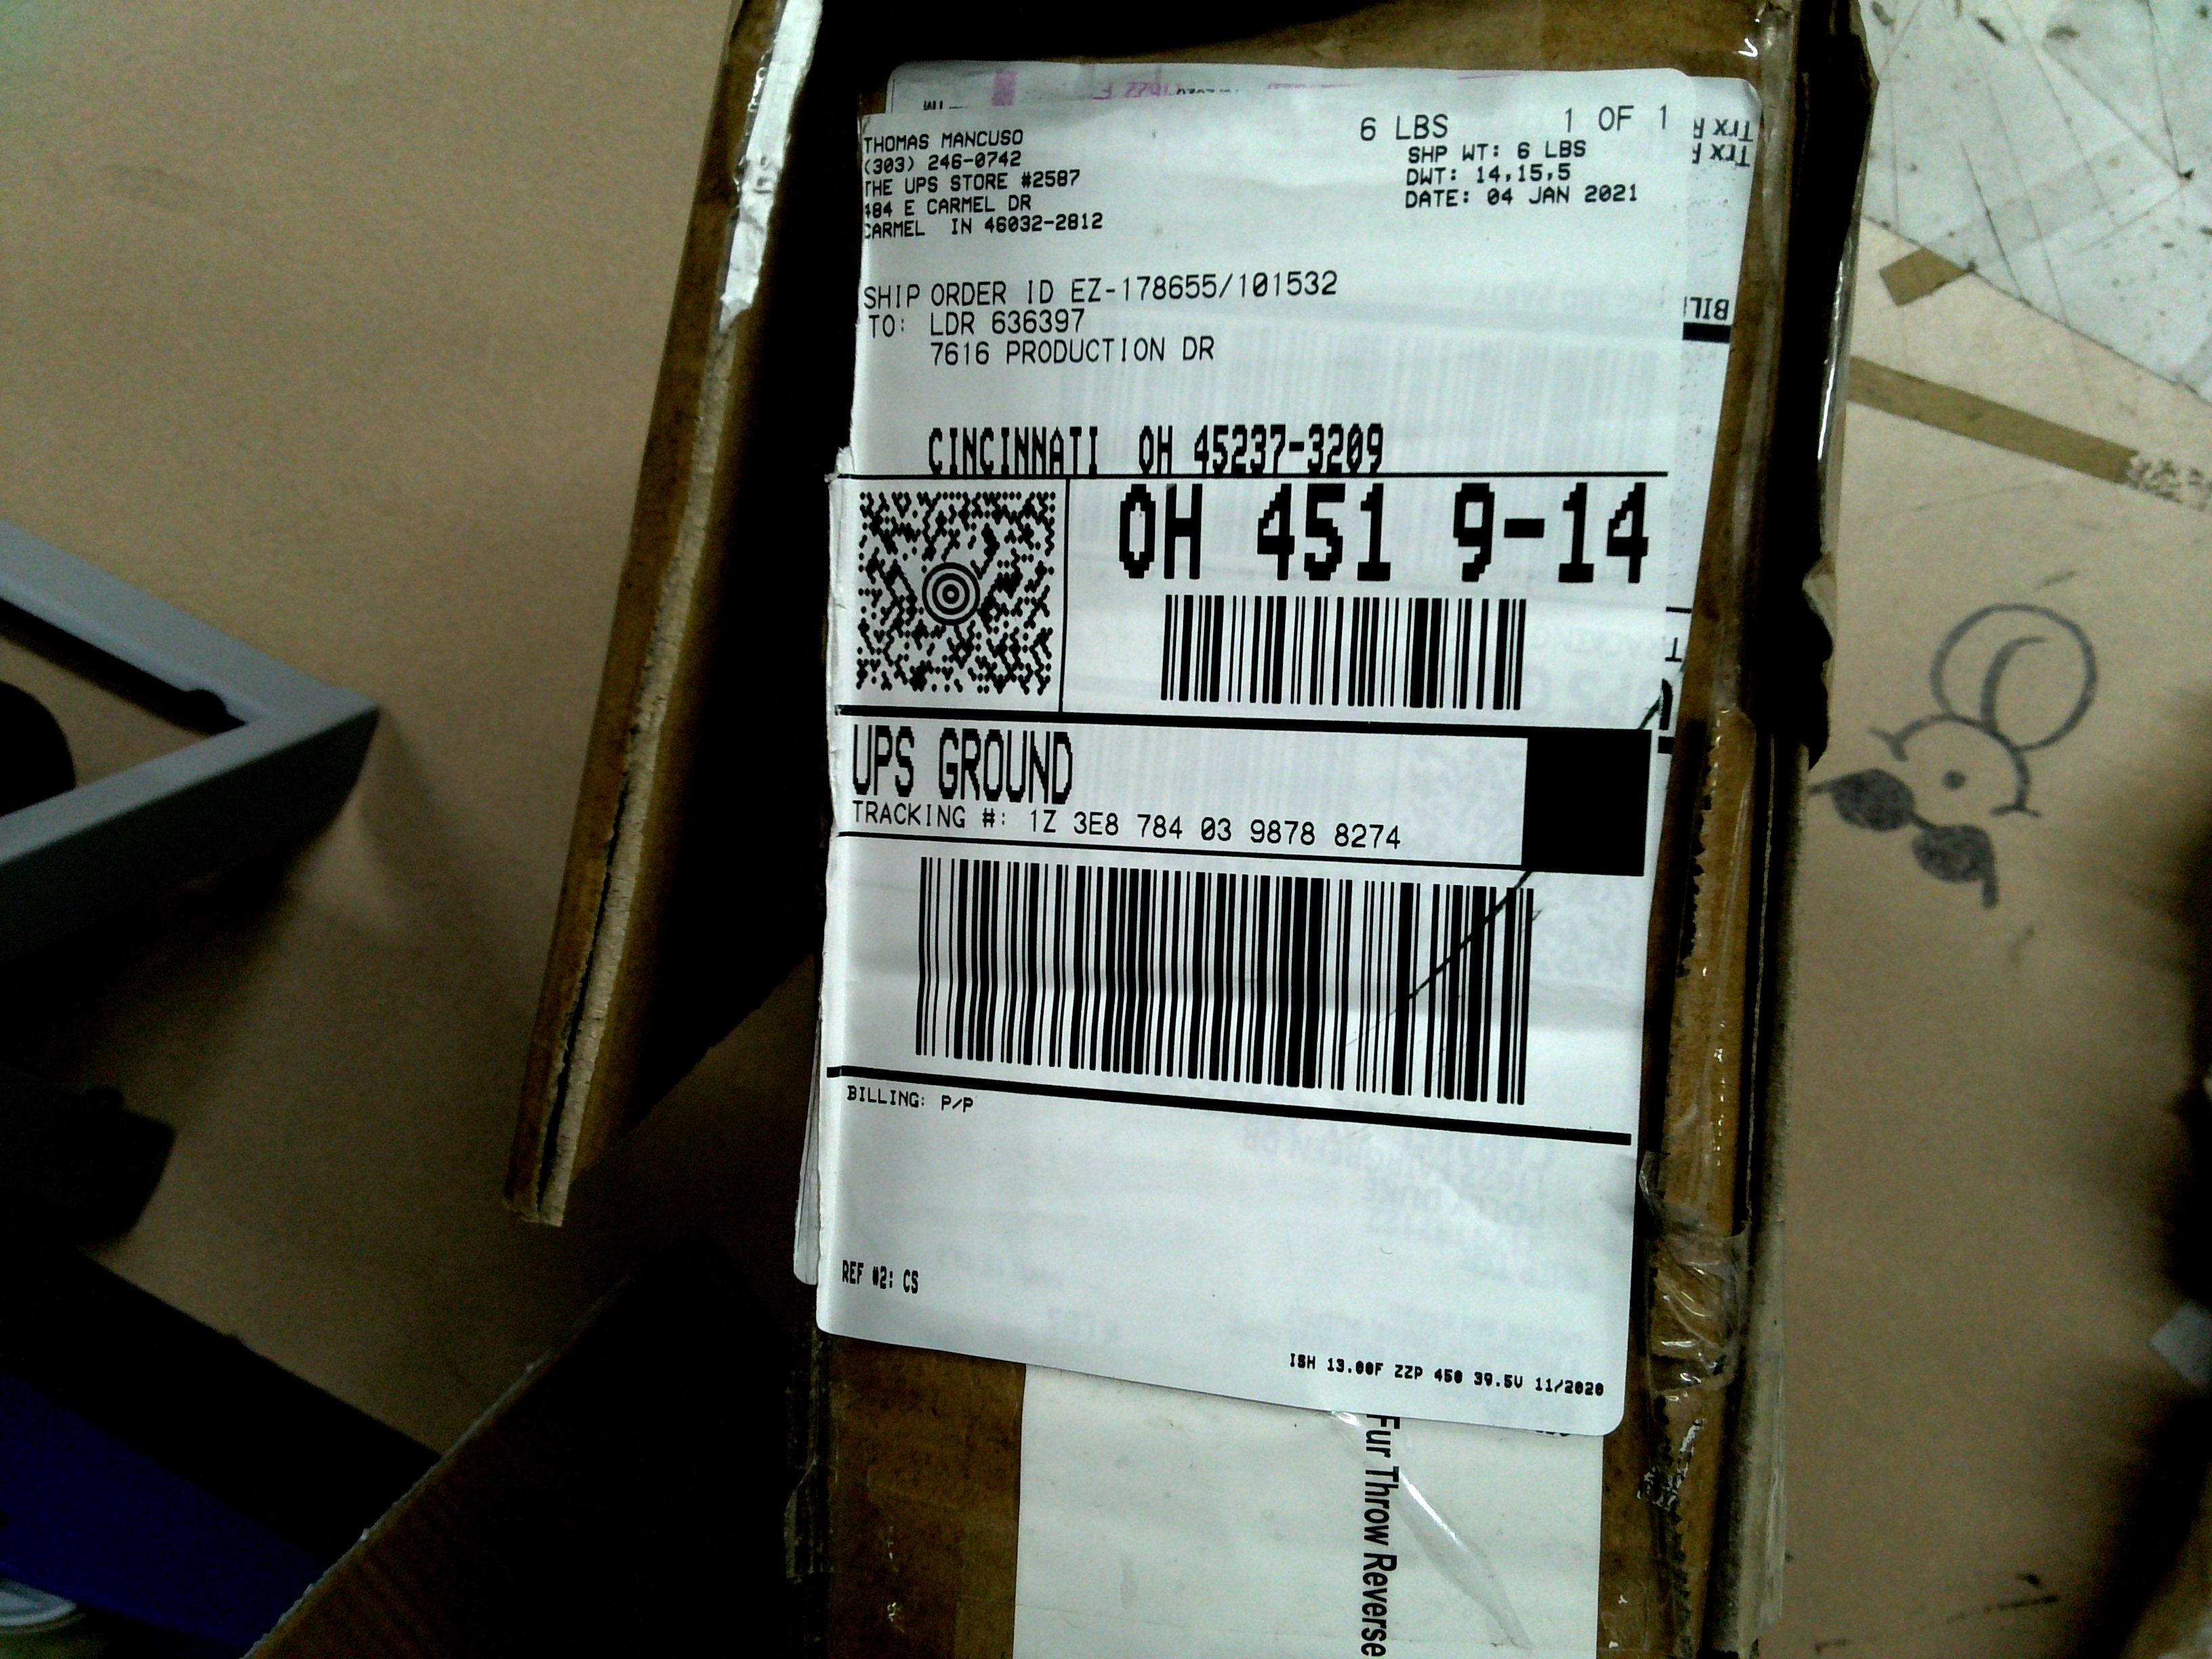 THOMAS MANCUSO
(303) 246-0742
THE UPS STORE #2587
484 E CARMEL DR
CARMEL IN 46032-2812
6 LBS 1 OF 1
SHP WT: 6 LBS
DWT: 14,15,5
DATE: 04 JAN 2021
Trx R
Trx R
SHIP ORDER ID EZ-178655/101532
TO: LDR 636397
7616 PRODUCTION DR
BIL
CINCINNATI OH 45237-3209
OH 451 9-14
UPS GROUND
TRACKING #: 1Z 3E8 784 03 9878 8274
BILLING: P/P
REF #2: CS
ISH 13.00F ZZP 450 39.5V 11/2020
Fur Throw Reverse